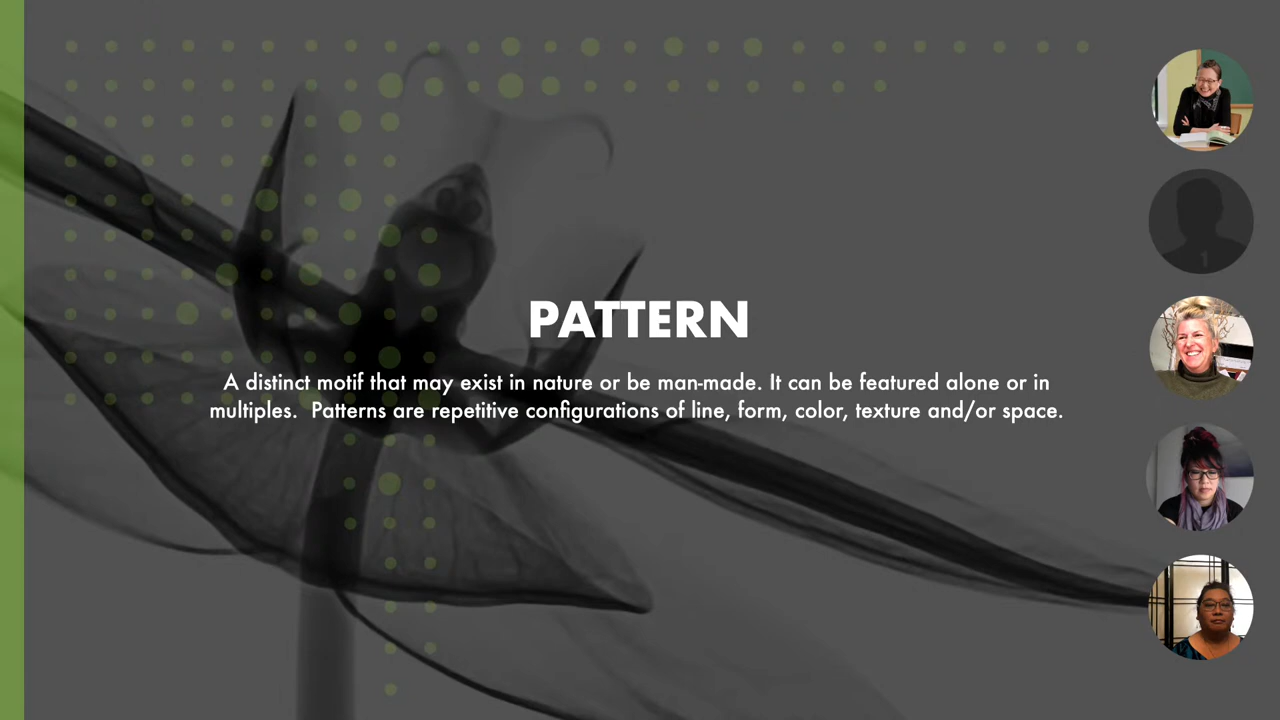 PATTERN
A distinct motif that may exist in nature or be man-made. It can be featured alone or in
multiples.  Patterns are repetitive configurations of line, form, color, texture and/or space.